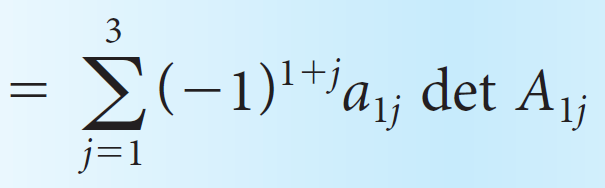 = \sum_{j=1}^{3} (-1)^{1+j} a_{1j} \det A_{1j}